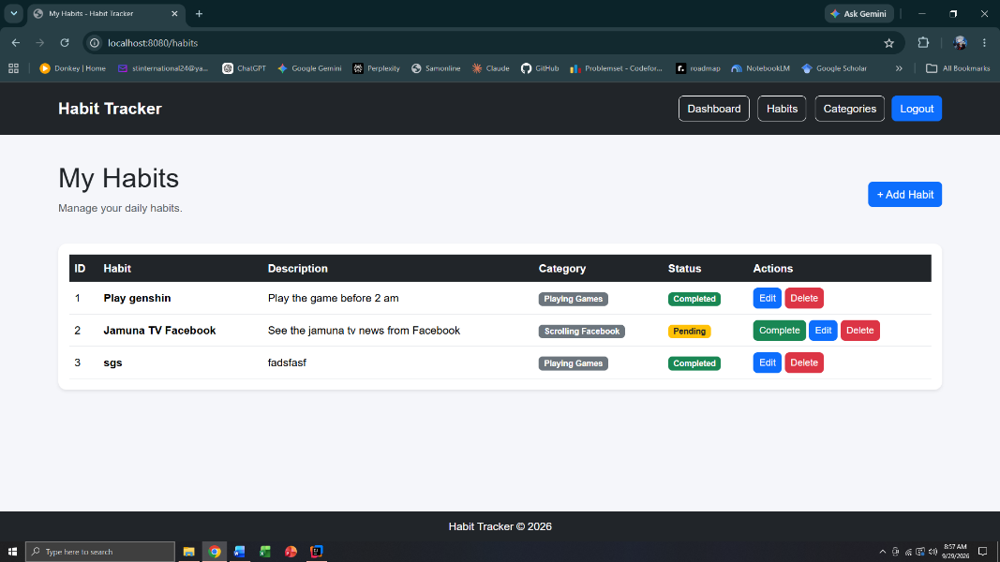 My Habits - Habit Tracker
Ask Gemini
localhost:8080/habits
Donkey | Home stinternational24@ya... ChatGPT Google Gemini Perplexity Samonline Claude GitHub Problemset - Codefor... roadmap NotebookLM Google Scholar All Bookmarks
Habit Tracker Dashboard Habits Categories Logout
My Habits
Manage your daily habits.
+ Add Habit
ID Habit Description Category Status Actions
1 Play genshin Play the game before 2 am Playing Games Completed Edit Delete
2 Jamuna TV Facebook See the jamuna tv news from Facebook Scrolling Facebook Pending Complete Edit Delete
3 sgs fadsfasf Playing Games Completed Edit Delete
Habit Tracker © 2026
Type here to search
8:57 AM
9/29/2026